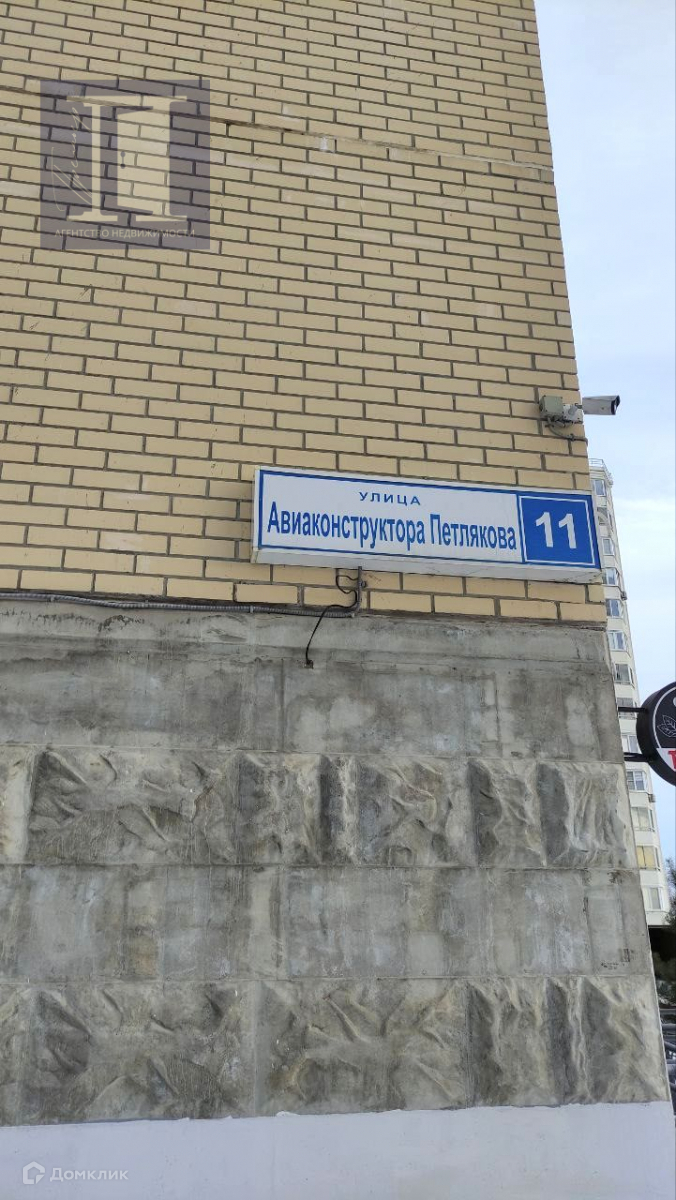 АГЕНТСТВО НЕДВИЖИМОСТИ
УЛИЦА
Авиаконструктора Петлякова
11
Домклик